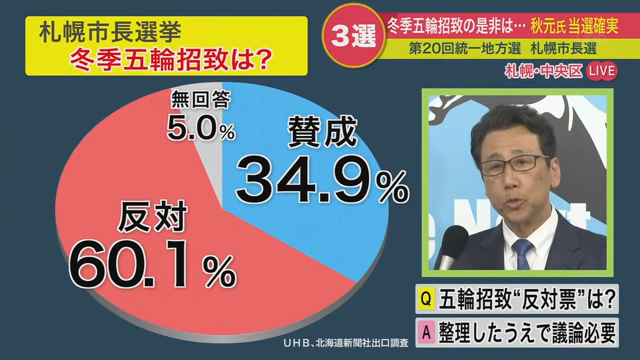 札幌市長選挙
冬季五輪招致は?
3選
冬季五輪招致の是非は… 秋元氏 当選確実
第20回統一地方選 札幌市長選
札幌・中央区 LIVE
無回答
5.0%
賛成
34.9%
反対
60.1%
e N
Q 五輪招致“反対票”は?
A 整理したうえで議論必要
UHB、北海道新聞社出口調査